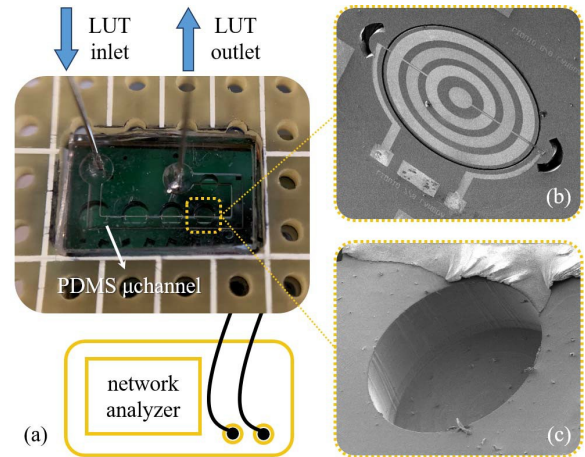 LUT
inlet
LUT
outlet
PDMS μchannel
network
analyzer
(a)
(b)
(c)